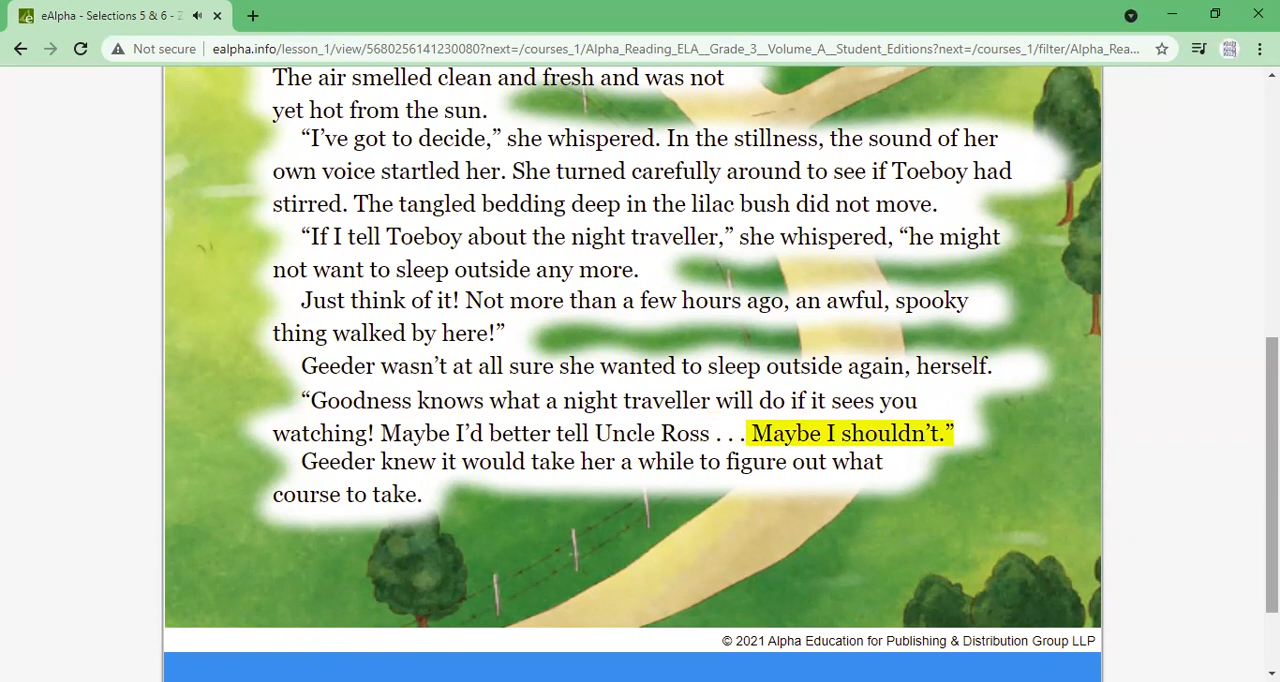 eAlpha - Selections 5 & 6 - Z
Not secure
ealpha.info/lesson_1/view/5680256141230080?next=/courses_1/Alpha_Reading_ELA__Grade_3__Volume_A__Student_Editions?next=/courses_1/filter/Alpha_Rea...
The air smelled clean and fresh and was not
yet hot from the sun.
“I’ve got to decide,” she whispered. In the stillness, the sound of her
own voice startled her. She turned carefully around to see if Toeboy had
stirred. The tangled bedding deep in the lilac bush did not move.
“If I tell Toeboy about the night traveller,” she whispered, “he might
not want to sleep outside any more.
Just think of it! Not more than a few hours ago, an awful, spooky
thing walked by here!”
Geeder wasn’t at all sure she wanted to sleep outside again, herself.
“Goodness knows what a night traveller will do if it sees you
watching! Maybe I’d better tell Uncle Ross . . . Maybe I shouldn’t.”
Geeder knew it would take her a while to figure out what
course to take.
© 2021 Alpha Education for Publishing & Distribution Group LLP